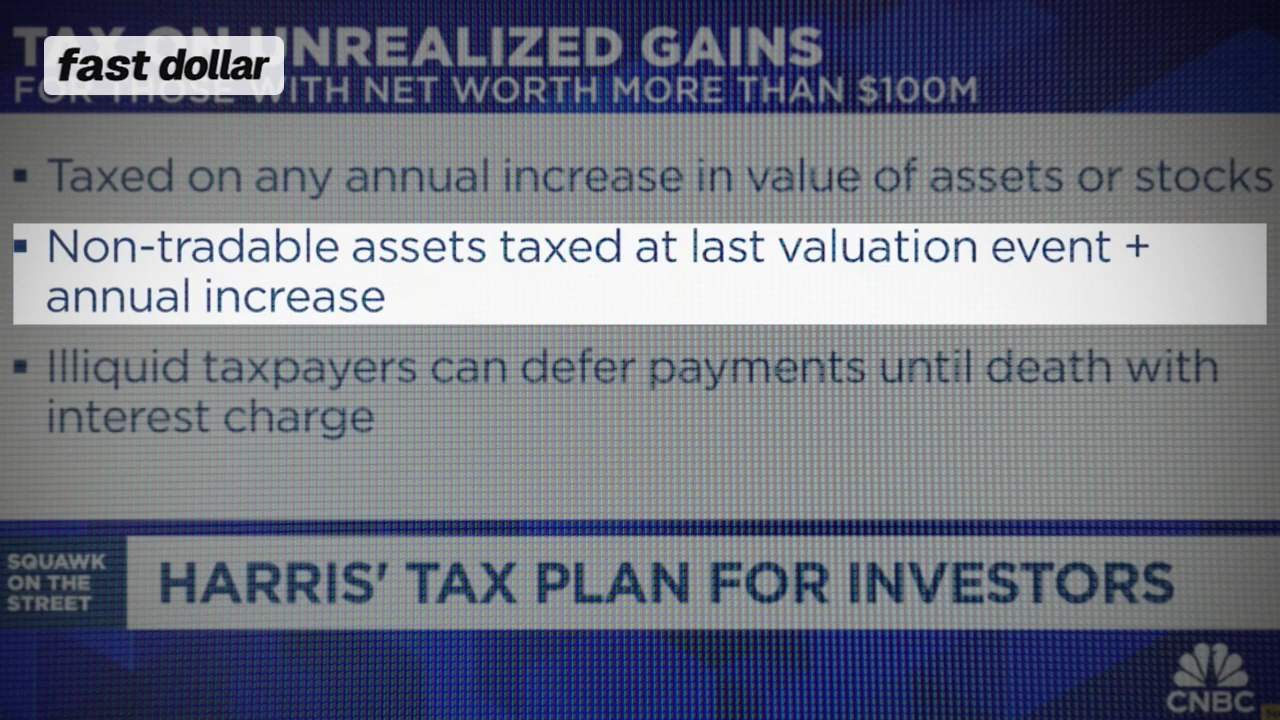 fast dollar
TAX ON UNREALIZED GAINS
FOR THOSE WITH NET WORTH MORE THAN $100M
▪ Taxed on any annual increase in value of assets or stocks
▪ Non-tradable assets taxed at last valuation event +
annual increase
▪ Illiquid taxpayers can defer payments until death with
interest charge
SQUAWK
ON THE
STREET
HARRIS' TAX PLAN FOR INVESTORS
CNBC